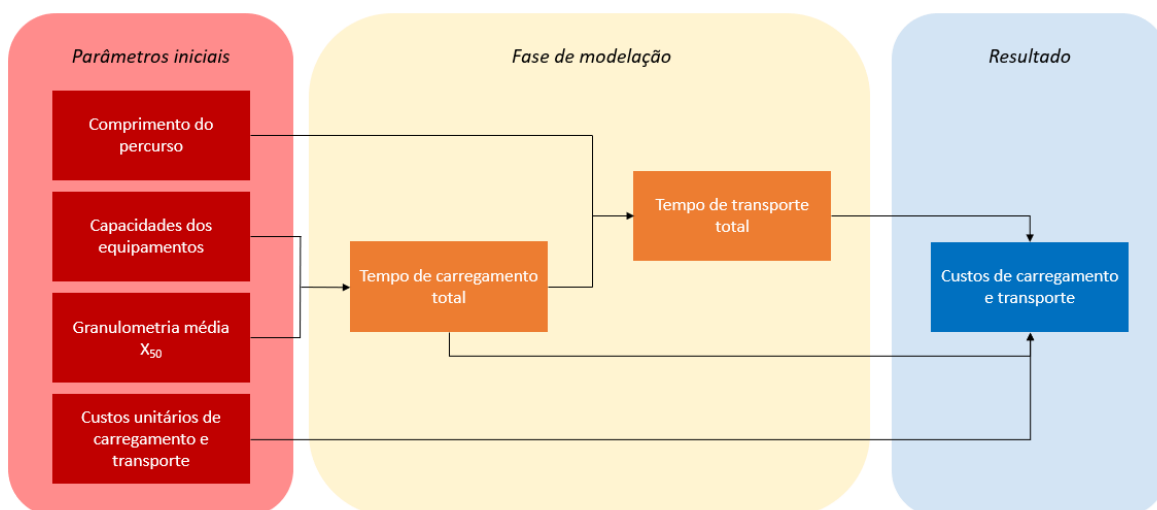 Parâmetros iniciais
Comprimento do
percurso
Capacidades dos
equipamentos
Granulometria média
X₅₀
Custos unitários de
carregamento e
transporte
Fase de modelação
Tempo de carregamento
total
Tempo de transporte
total
Resultado
Custos de carregamento
e transporte